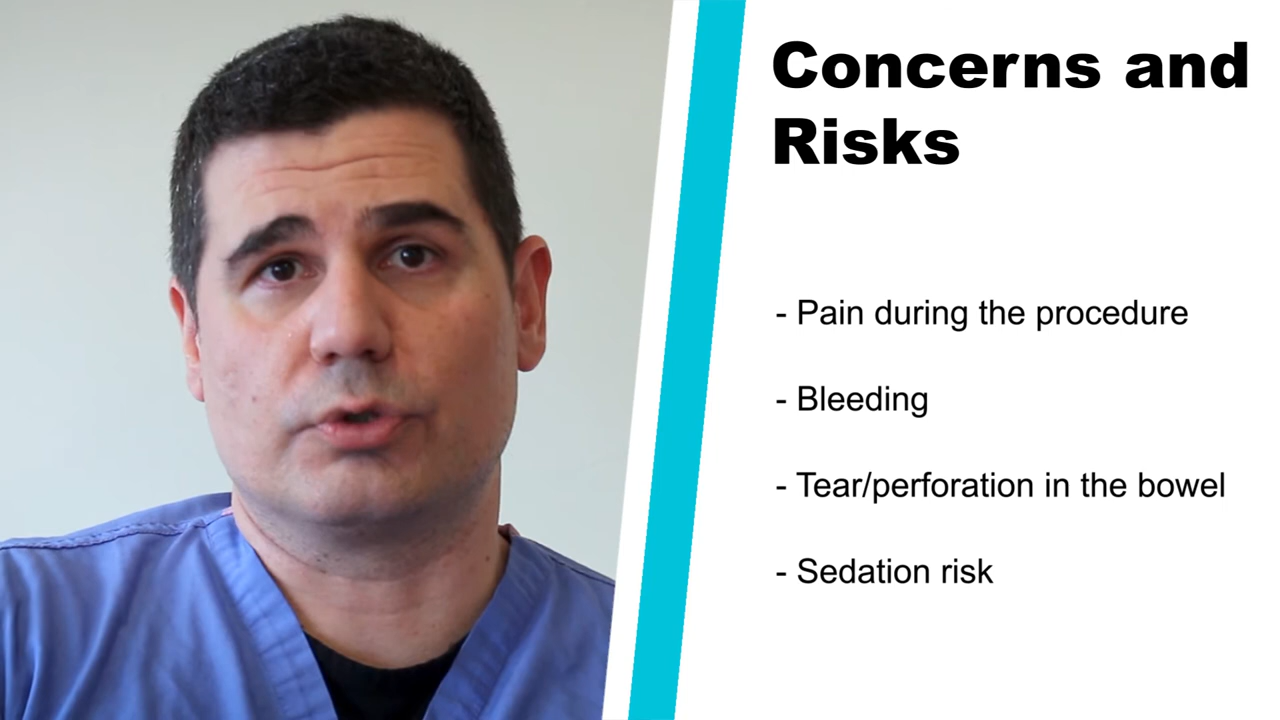 Concerns and
Risks
- Pain during the procedure
- Bleeding
- Tear/perforation in the bowel
- Sedation risk